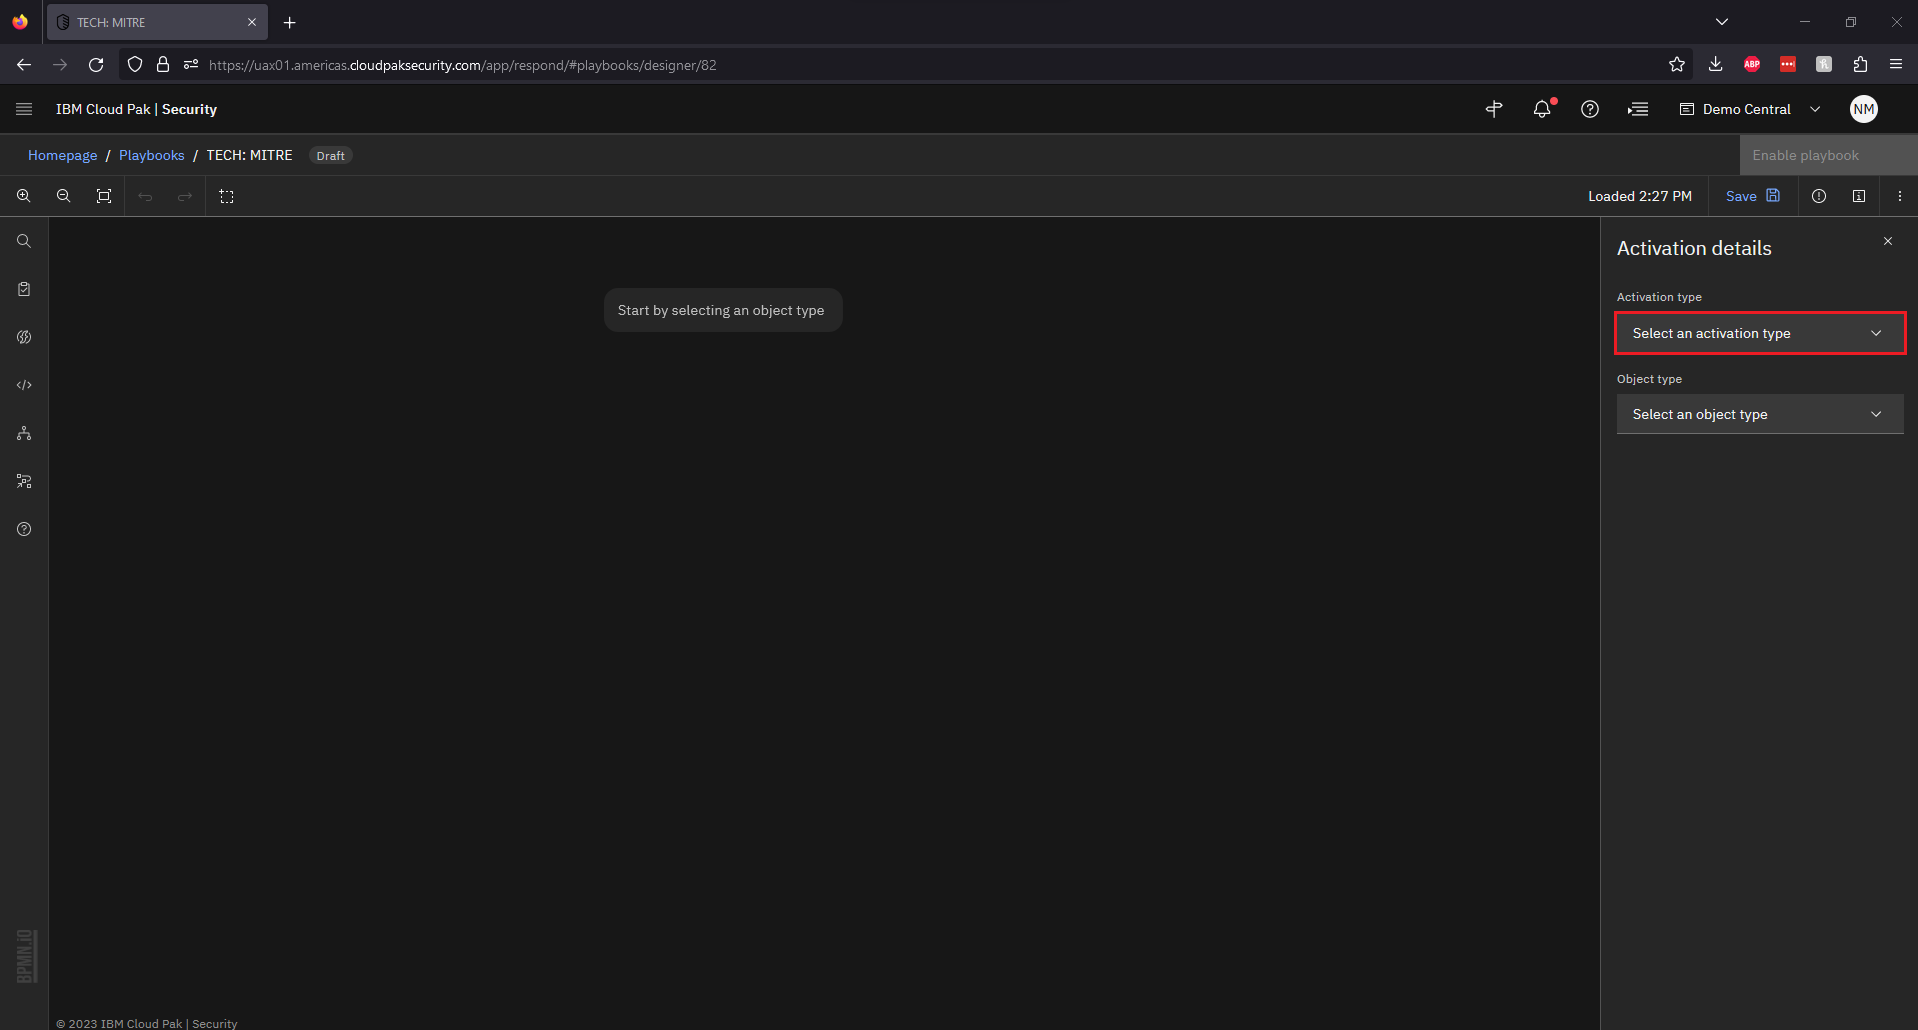 TECH: MITRE
https://uax01.americas.cloudpaksecurity.com/app/respond/#playbooks/designer/82
ABP
IBM Cloud Pak | Security
Demo Central
NM
Homepage / Playbooks / TECH: MITRE Draft
Enable playbook
Loaded 2:27 PM
Save
Activation details
Activation type
Start by selecting an object type
Select an activation type
Object type
Select an object type
BPMN.iO
© 2023 IBM Cloud Pak | Security